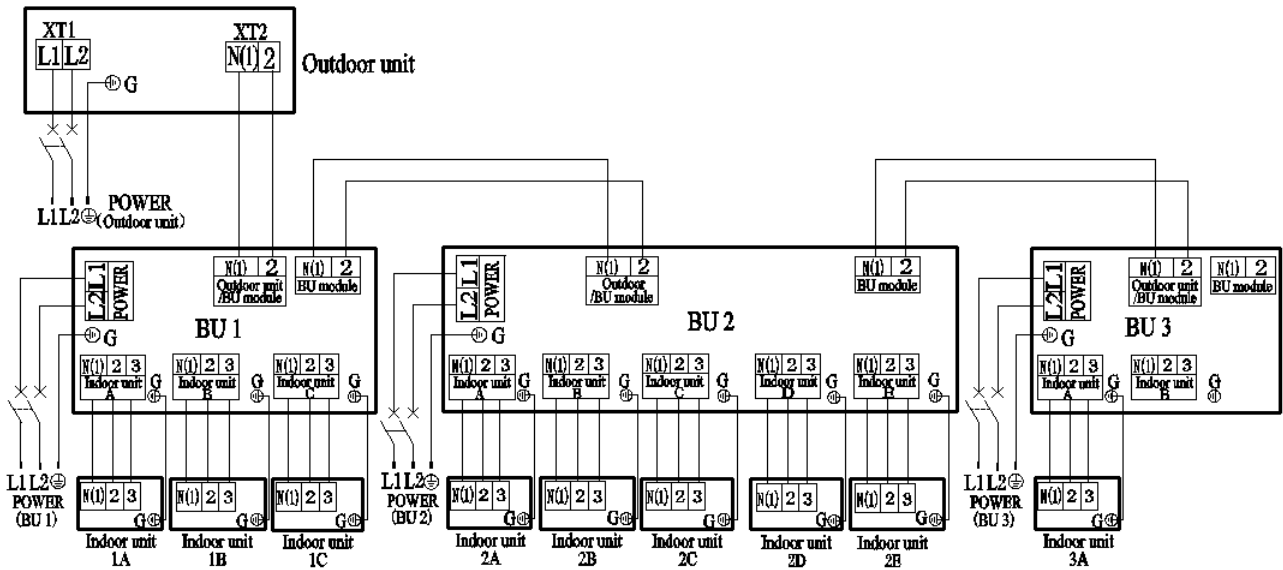 XT1
XT2
L1 L2
N(1) 2
Outdoor unit
G
L1 L2
POWER
(Outdoor unit)
L2 L1
POWER
N(1) 2
Outdoor unit
/BU module
N(1) 2
BU module
BU 1
G
N(1) 2 3
Indoor unit
A
G
N(1) 2 3
Indoor unit
B
G
N(1) 2 3
Indoor unit
C
G
L1 L2
POWER
(BU 1)
N(1) 2 3
G
Indoor unit
1A
N(1) 2 3
G
Indoor unit
1B
N(1) 2 3
G
Indoor unit
1C
L2 L1
POWER
N(1) 2
Outdoor
/BU module
N(1) 2
BU module
BU 2
G
N(1) 2 3
Indoor unit
A
G
N(1) 2 3
Indoor unit
B
G
N(1) 2 3
Indoor unit
C
G
N(1) 2 3
Indoor unit
D
G
N(1) 2 3
Indoor unit
E
G
L1 L2
POWER
(BU 2)
N(1) 2 3
G
Indoor unit
2A
N(1) 2 3
G
Indoor unit
2B
N(1) 2 3
G
Indoor unit
2C
N(1) 2 3
G
Indoor unit
2D
N(1) 2 3
G
Indoor unit
2E
L2 L1
POWER
N(1) 2
Outdoor unit
/BU module
N(1) 2
BU module
BU 3
G
N(1) 2 3
Indoor unit
A
G
N(1) 2 3
Indoor unit
B
G
L1 L2
POWER
(BU 3)
N(1) 2 3
G
Indoor unit
3A